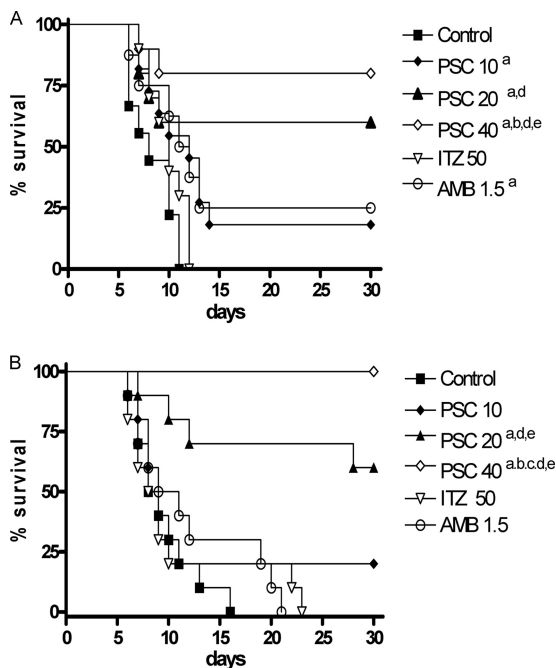 A
% survival
100
75
50
25
0
0 5 10 15 20 25 30
days
Control
PSC 10 a
PSC 20 a,d
PSC 40 a,b,d,e
ITZ 50
AMB 1.5 a
B
% survival
100
75
50
25
0
0 5 10 15 20 25 30
days
Control
PSC 10
PSC 20 a,d,e
PSC 40 a.b.c.d,e
ITZ 50
AMB 1.5